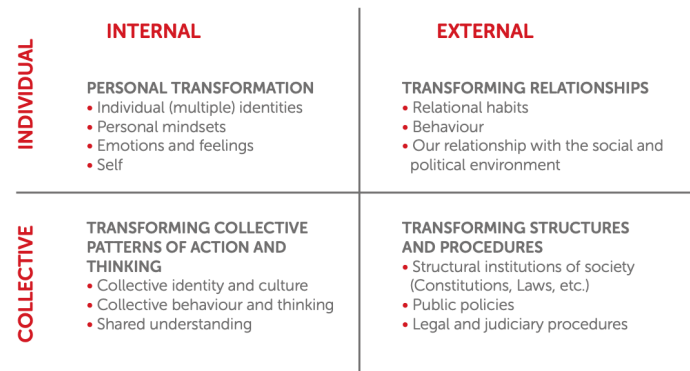 INTERNAL
EXTERNAL
INDIVIDUAL
PERSONAL TRANSFORMATION
• Individual (multiple) identities
• Personal mindsets
• Emotions and feelings
• Self
TRANSFORMING RELATIONSHIPS
• Relational habits
• Behaviour
• Our relationship with the social and
political environment
COLLECTIVE
TRANSFORMING COLLECTIVE
PATTERNS OF ACTION AND
THINKING
• Collective identity and culture
• Collective behaviour and thinking
• Shared understanding
TRANSFORMING STRUCTURES
AND PROCEDURES
• Structural institutions of society
(Constitutions, Laws, etc.)
• Public policies
• Legal and judiciary procedures